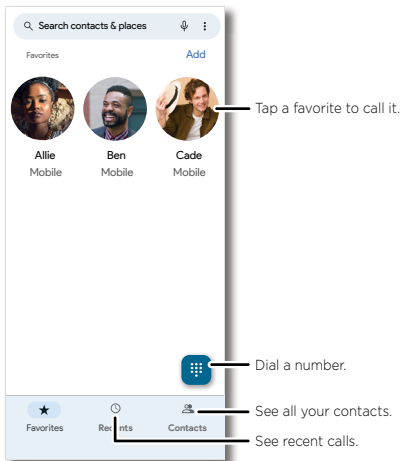 Search contacts & places
Favorites Add
Tap a favorite to call it.
Allie Ben Cade
Mobile Mobile Mobile
Dial a number.
See all your contacts.
Favorites Recents Contacts
See recent calls.